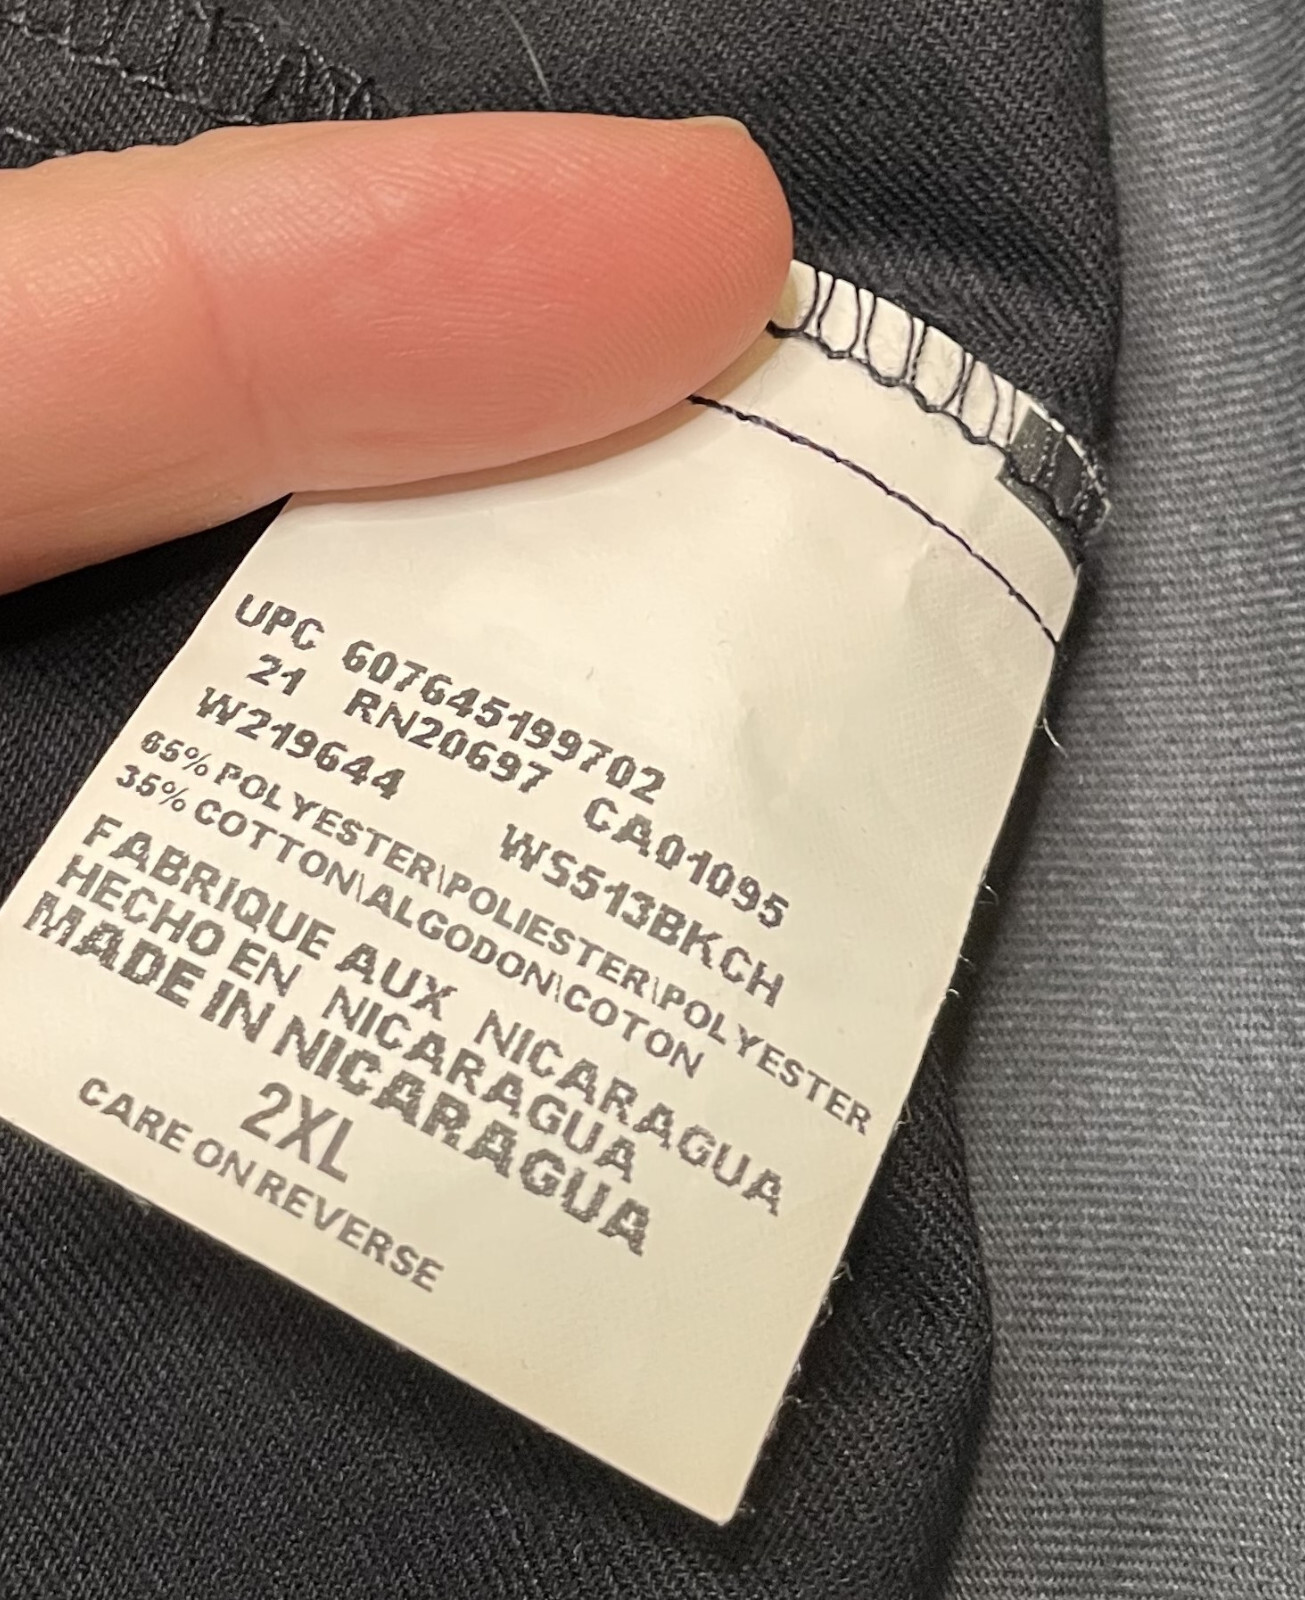 UPC 607645199702
21 RN20697 CA01095
W219644 WS513BKCH
65% POLYESTER\POLIESTER\POLYESTER
35% COTTON\ALGODON\COTON
FABRIQUE AUX NICARAGUA
HECHO EN NICARAGUA
MADE IN NICARAGUA
2XL
CARE ON REVERSE